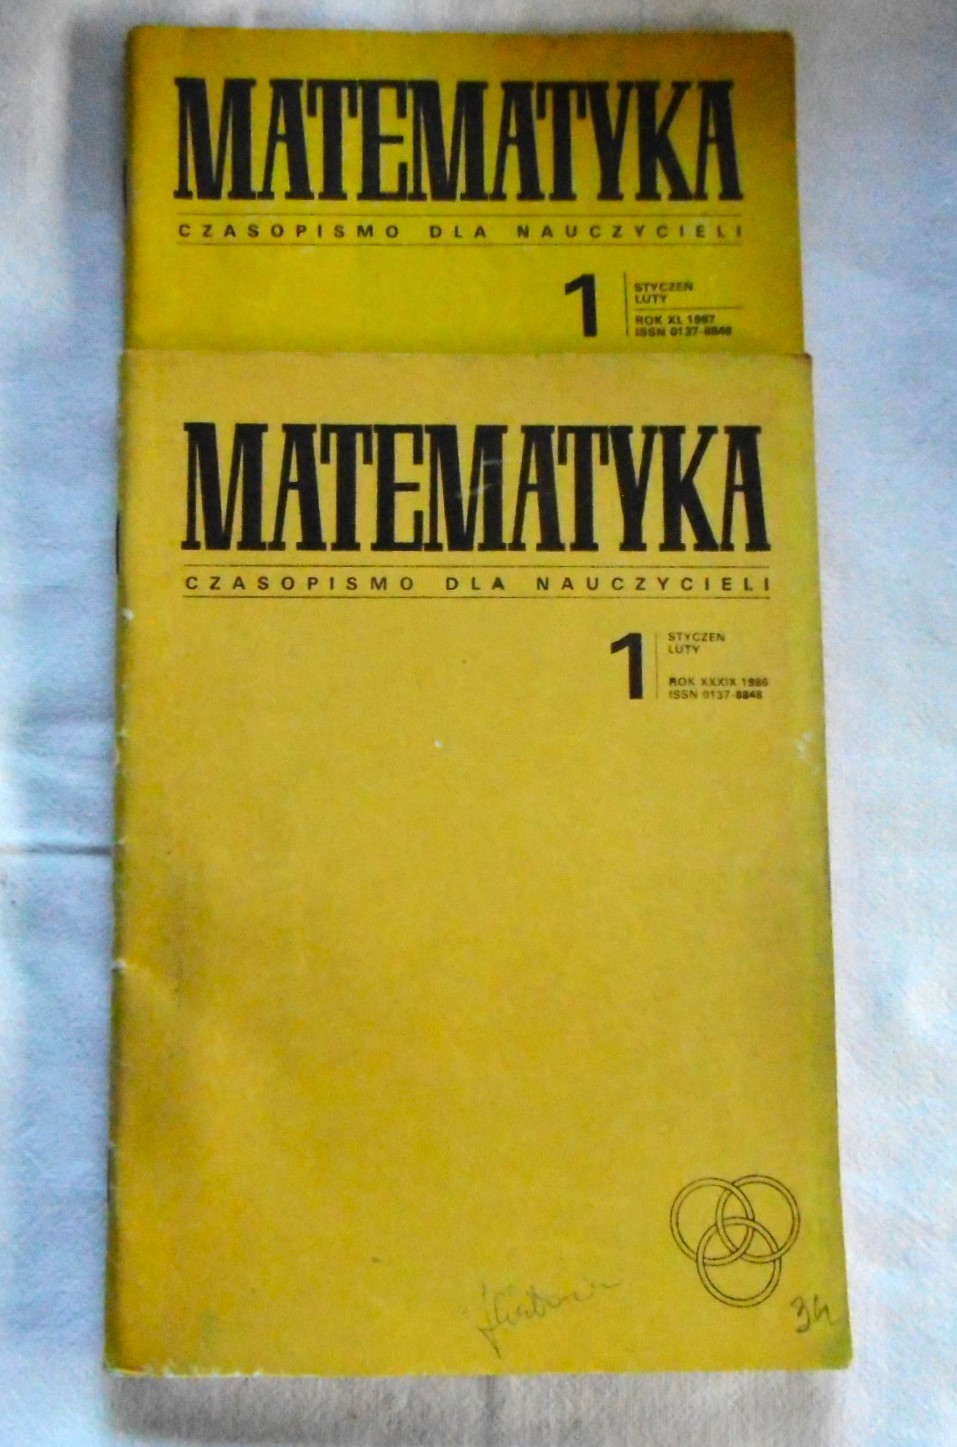 MATEMATYKA
CZASOPISMO DLA NAUCZYCIELI
1
STYCZEŃ
LUTY
ROK XL 1987
ISSN 0137-8848
MATEMATYKA
CZASOPISMO DLA NAUCZYCIELI
1
STYCZEŃ
LUTY
ROK XXXIX 1986
ISSN 0137-8848